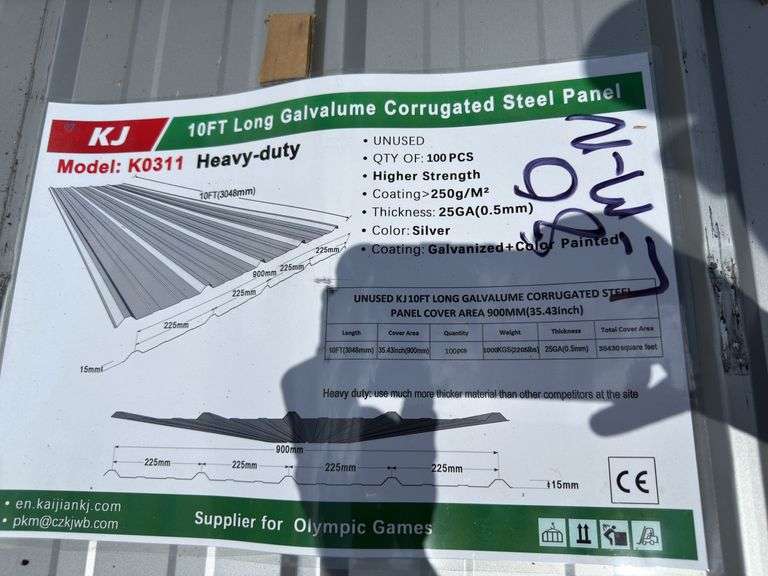 KJ
10FT Long Galvalume Corrugated Steel Panel
Model: K0311 Heavy-duty
• UNUSED
• QTY OF: 100 PCS
• Higher Strength
• Coating>250g/M²
• Thickness: 25GA(0.5mm)
• Color: Silver
• Coating: Galvanized+Color Painted
10FT(3048mm)
225mm
225mm
900mm
225mm
225mm
15mm
UNUSED KJ 10FT LONG GALVALUME CORRUGATED STEEL
PANEL COVER AREA 900MM(35.43inch)
Length Cover Area Quantity Weight Thickness Total Cover Area
10FT(3048mm) 35.43inch(900mm) 100pcs 1000KGS(2205lbs) 25GA(0.5mm) 35430 square feet
Heavy duty: use much more thicker material than other competitors at the site
900mm
225mm 225mm 225mm 225mm
15mm
CE
• en.kaijiankj.com
• pkm@czkjwb.com
Supplier for Olympic Games